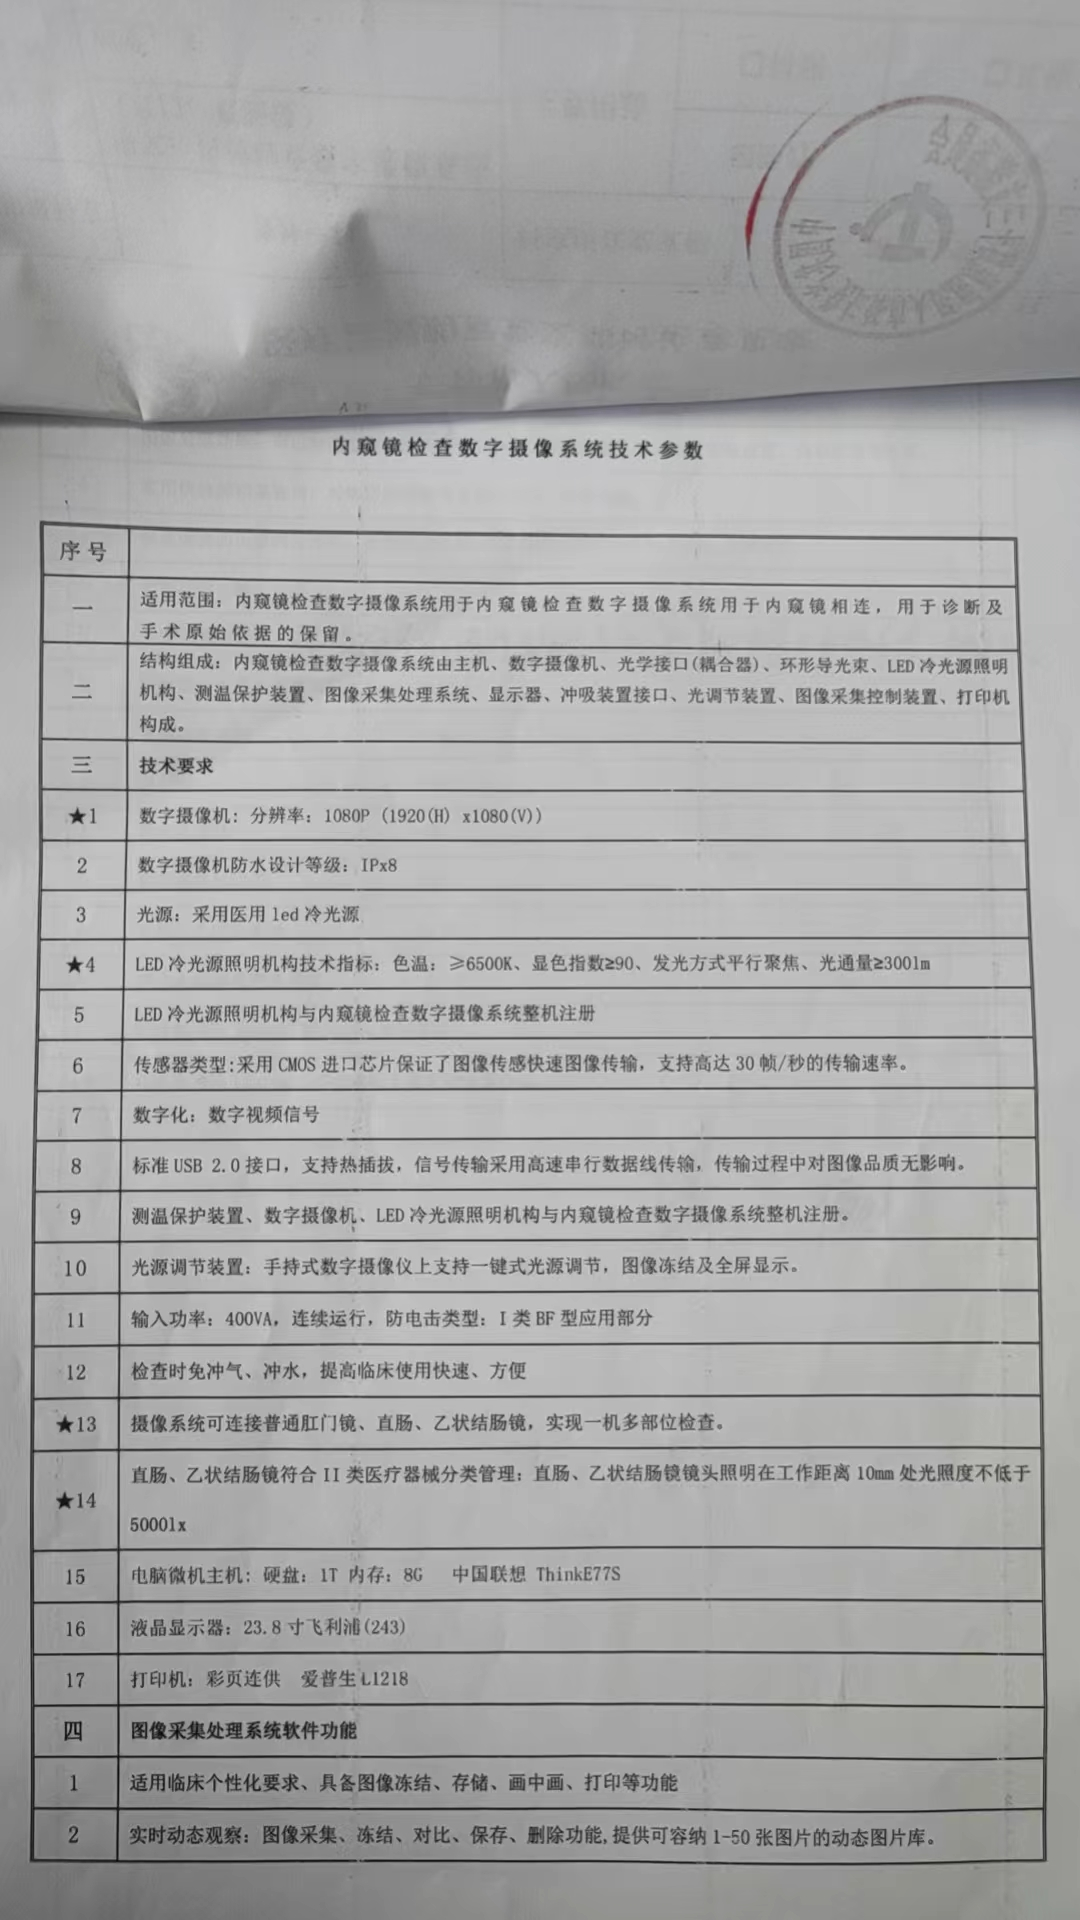 内窥镜检查数字摄像系统技术参数
序号
一
适用范围：内窥镜检查数字摄像系统用于内窥镜检查数字摄像系统用于内窥镜相连，用于诊断及
手术原始依据的保留。
二
结构组成：内窥镜检查数字摄像系统由主机、数字摄像机、光学接口(耦合器)、环形导光束、LED冷光源照明
机构、测温保护装置、图像采集处理系统、显示器、冲吸装置接口、光调节装置、图像采集控制装置、打印机
构成。
三 技术要求
★1 数字摄像机：分辨率：1080P (1920(H) x1080(V))
2 数字摄像机防水设计等级：IPx8
3 光源：采用医用led冷光源
★4 LED冷光源照明机构技术指标：色温：≥6500K、显色指数≥90、发光方式平行聚焦、光通量≥300lm
5 LED冷光源照明机构与内窥镜检查数字摄像系统整机注册
6 传感器类型:采用CMOS进口芯片保证了图像传感快速图像传输，支持高达30帧/秒的传输速率。
7 数字化：数字视频信号
8 标准USB 2.0接口，支持热插拔，信号传输采用高速串行数据线传输，传输过程中对图像品质无影响。
9 测温保护装置、数字摄像机、LED冷光源照明机构与内窥镜检查数字摄像系统整机注册。
10 光源调节装置：手持式数字摄像仪上支持一键式光源调节，图像冻结及全屏显示。
11 输入功率：400VA，连续运行，防电击类型：I类BF型应用部分
12 检查时免冲气、冲水，提高临床使用快速、方便
★13 摄像系统可连接普通肛门镜、直肠、乙状结肠镜，实现一机多部位检查。
★14
直肠、乙状结肠镜符合II类医疗器械分类管理；直肠、乙状结肠镜镜头照明在工作距离10mm处光照度不低于
5000lx
15 电脑微机主机：硬盘：1T 内存：8G 中国联想 ThinkE77S
16 液晶显示器：23.8寸飞利浦(243)
17 打印机：彩页连供 爱普生L1218
四 图像采集处理系统软件功能
1 适用临床个性化要求、具备图像冻结、存储、画中画、打印等功能
2 实时动态观察：图像采集、冻结、对比、保存、删除功能,提供可容纳1-50张图片的动态图片库。